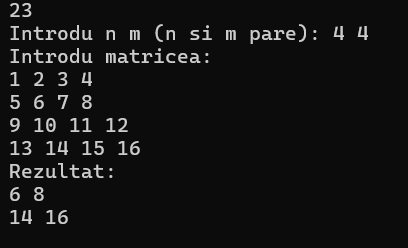 23
Introdu n m (n si m pare): 4 4
Introdu matricea:
1 2 3 4
5 6 7 8
9 10 11 12
13 14 15 16
Rezultat:
6 8
14 16